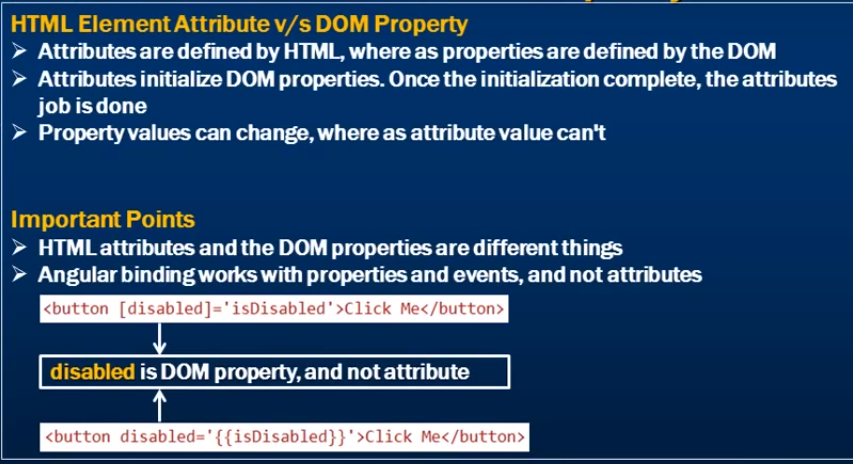 HTML Element Attribute v/s DOM Property
➢ Attributes are defined by HTML, where as properties are defined by the DOM
➢ Attributes initialize DOM properties. Once the initialization complete, the attributes
job is done
➢ Property values can change, where as attribute value can't
Important Points
➢ HTML attributes and the DOM properties are different things
➢ Angular binding works with properties and events, and not attributes
<button [disabled]='isDisabled'>Click Me</button>
disabled is DOM property, and not attribute
<button disabled='{{isDisabled}}'>Click Me</button>